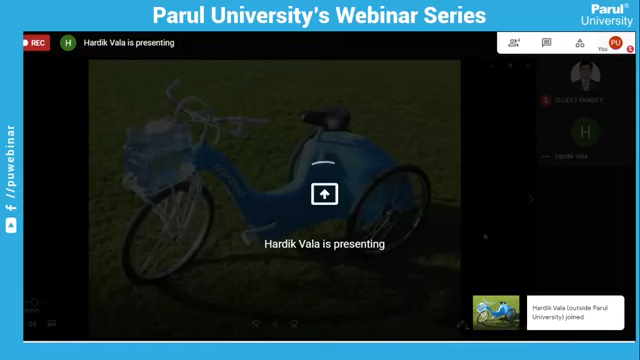 Parul University's Webinar Series
Parul®
University
REC
H
Hardik Vala is presenting
You
PU
SUJEET PANDEY
H
Hardik Vala
Hardik Vala is presenting
Hardik Vala (outside Parul
University) joined
/puwebinar